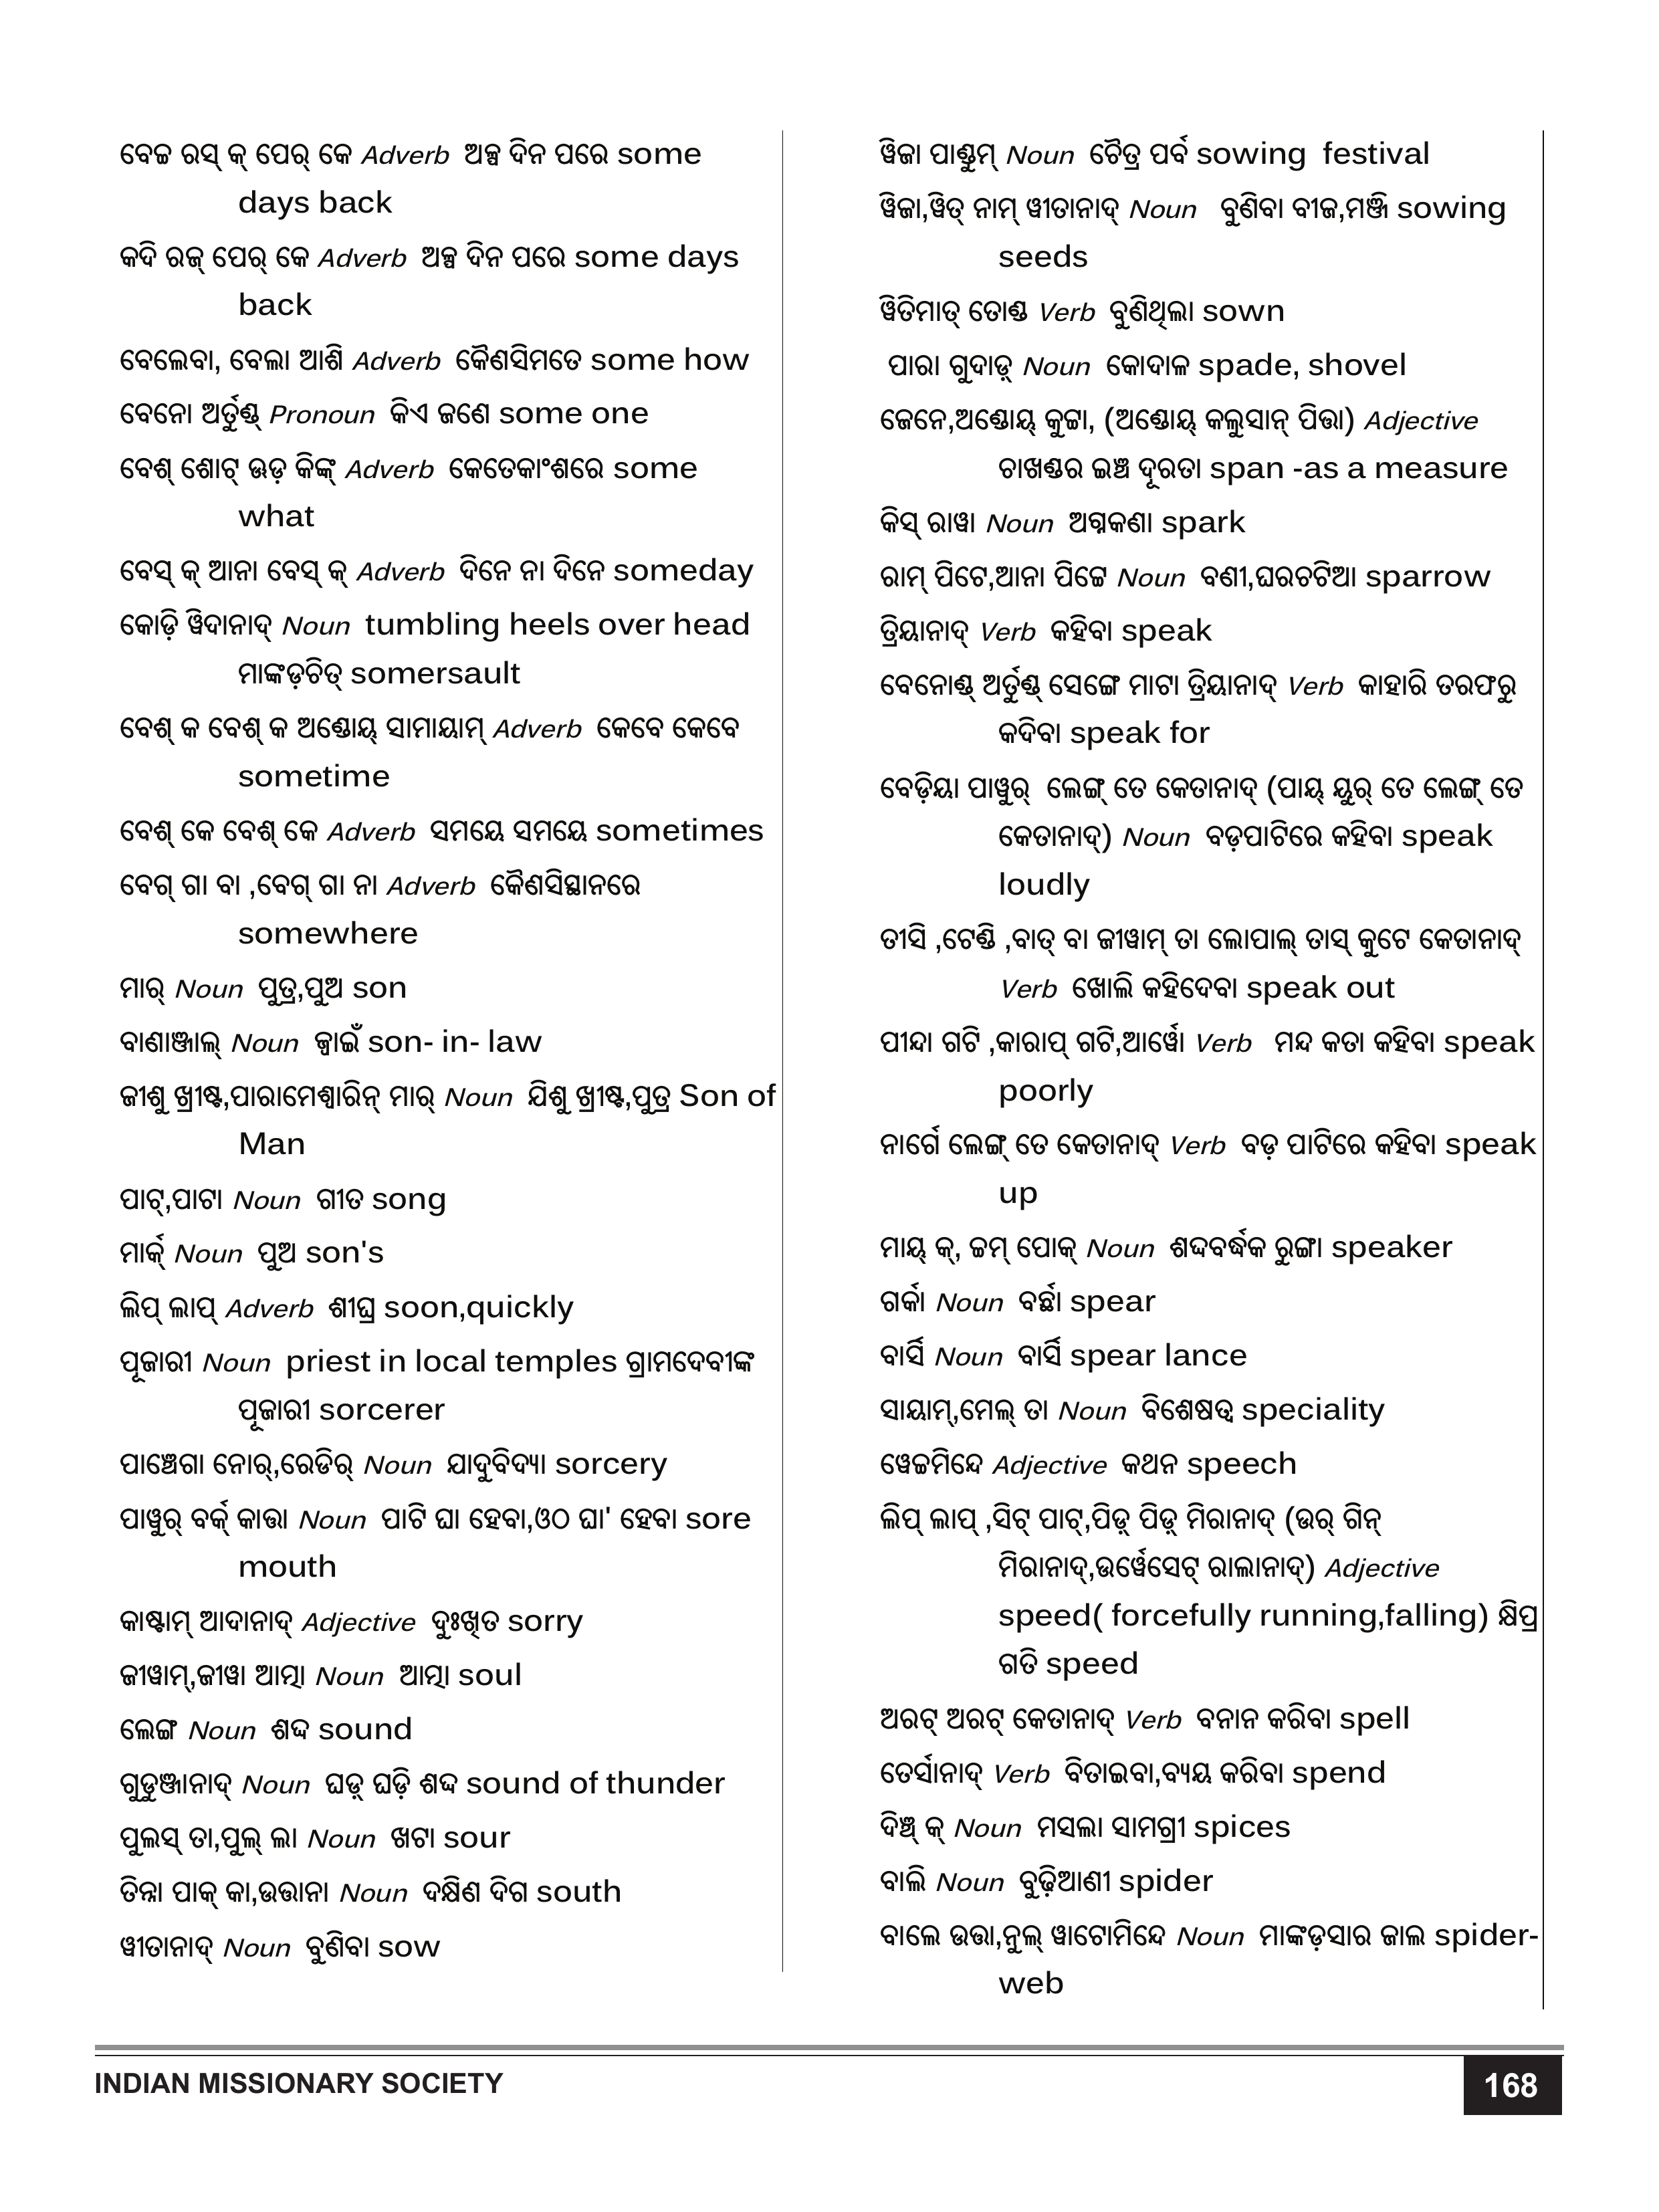 ବେଚ୍ଚ ରସ୍ କ୍ ପେର୍ କେ Adverb ଅଳ୍ପ ଦିନ ପରେ some
days back
କଦି ରଜ୍ ପେର୍ କେ Adverb ଅଳ୍ପ ଦିନ ପରେ some days
back
ବେଲେବା, ବେଲା ଆଶି Adverb କୈଣସିମତେ some how
ବେନୋ ଅର୍ତୁଣ୍ଡ୍ Pronoun କିଏ ଜଣେ some one
ବେଶ୍ ଶୋଟ୍ ଊଡ଼ କିଙ୍କ୍ Adverb କେତେକାଂଶରେ some
what
ବେସ୍ କ୍ ଆନା ବେସ୍ କ୍ Adverb ଦିନେ ନା ଦିନେ someday
କୋଡ଼ି ୱିଦାନାଦ୍ Noun tumbling heels over head
ମାଙ୍କଡ଼ଚିତ୍ somersault
ବେଶ୍ କ ବେଶ୍ କ ଅଣ୍ଡୋୟ୍ ସାମାୟାମ୍ Adverb କେବେ କେବେ
sometime
ବେଶ୍ କେ ବେଶ୍ କେ Adverb ସମୟେ ସମୟେ sometimes
ବେଗ୍ ଗା ବା ,ବେଗ୍ ଗା ନା Adverb କୈଣସିସ୍ଥାନରେ
somewhere
ମାର୍ Noun ପୁତ୍ର,ପୁଅ son
ବାଣାଞ୍ଜାଲ୍ Noun ଜ୍ବାଇଁ son- in- law
ଜୀଶୁ ଖ୍ରୀଷ୍ଟ,ପାରାମେଶ୍ୱାରିନ୍ ମାର୍ Noun ଯିଶୁ ଖ୍ରୀଷ୍ଟ,ପୁତ୍ର Son of
Man
ପାଟ୍,ପାଟା Noun ଗୀତ song
ମାର୍କ୍ Noun ପୁଅ son's
ଲିପ୍ ଲାପ୍ Adverb ଶୀଘ୍ର soon,quickly
ପୂଜାରୀ Noun priest in local temples ଗ୍ରାମଦେବୀଙ୍କ
ପୂଜାରୀ sorcerer
ପାଞ୍ଚେଗା ନୋର୍,ରେଡିର୍ Noun ଯାଦୁବିଦ୍ୟା sorcery
ପାୱୁର୍ ବର୍କ୍ କାତ୍ତା Noun ପାଟି ଘା ହେବା,ଓଠ ଘା' ହେବା sore
mouth
କାଷ୍ଟାମ୍ ଆଦାନାଦ୍ Adjective ଦୁଃଖିତ sorry
ଜୀୱାମ୍,ଜୀୱା ଆତ୍ମା Noun ଆତ୍ମା soul
ଲେଙ୍ଗ Noun ଶବ୍ଦ sound
ଗୁଡୁଞ୍ଜାନାଦ୍ Noun ଘଡ଼୍ ଘଡ଼ି ଶବ୍ଦ sound of thunder
ପୁଲସ୍ ତା,ପୁଲ୍ ଲା Noun ଖଟା sour
ତିନ୍ନା ପାକ୍ କା,ଉତ୍ତାନା Noun ଦକ୍ଷିଣ ଦିଗ south
ୱୀତାନାଦ୍ Noun ବୁଣିବା sow
ୱିଜା ପାଣ୍ଡୁମ୍ Noun ଚୈତ୍ର ପର୍ବ sowing festival
ୱିଜା,ୱିତ୍ ନାମ୍ ୱୀତାନାଦ୍ Noun ବୁଣିବା ବୀଜ,ମଞ୍ଜି sowing
seeds
ୱିତିମାତ୍ ତୋଣ୍ଡ Verb ବୁଣିଥିଲା sown
ପାରା ଗୁଦାଡ଼୍ Noun କୋଦାଳ spade, shovel
ଜେନେ,ଅଣ୍ଡୋୟ୍ କୁଟ୍ଟା, (ଅଣ୍ଡୋୟ୍ କଲୁସାନ୍ ପିତ୍ତା) Adjective
ଚାଖଣ୍ଡର ଇଞ୍ଚ ଦୂରତା span -as a measure
କିସ୍ ରାୱା Noun ଅଗ୍ନକଣା spark
ରାମ୍ ପିଟେ,ଆନା ପିଟ୍ଟେ Noun ବଣୀ,ଘରଚଟିଆ sparrow
ତ୍ରିୟାନାଦ୍ Verb କହିବା speak
ବେନୋଣ୍ଡ୍ ଅର୍ତୁଣ୍ଡ୍ ସେଙ୍ଗେ ମାଟା ତ୍ରିୟାନାଦ୍ Verb କାହାରି ତରଫରୁ
କଦିବା speak for
ବେଡ଼ିୟା ପାୱୁର୍ ଲେଙ୍ଗ୍ ତେ କେତାନାଦ୍ (ପାୟ୍ ୟୁର୍ ତେ ଲେଙ୍ଗ୍ ତେ
କେତାନାଦ୍) Noun ବଡ଼ପାଟିରେ କହିବା speak
loudly
ତୀସି ,ଟେଣ୍ଡି ,ବାତ୍ ବା ଜୀୱାମ୍ ତା ଲୋପାଲ୍ ତାସ୍ କୁଟେ କେତାନାଦ୍
Verb ଖୋଲି କହିଦେବା speak out
ପୀନ୍ଦା ଗଟି ,କାରାପ୍ ଗଟି,ଆର୍ୱୋ Verb ମନ୍ଦ କତା କହିବା speak
poorly
ନାର୍ଗେ ଲେଙ୍ଗ୍ ତେ କେତାନାଦ୍ Verb ବଡ଼ ପାଟିରେ କହିବା speak
up
ମାୟ୍ କ୍, ଚ୍ଚମ୍ ପୋକ୍ Noun ଶବ୍ଦବର୍ଦ୍ଧକ ରୁଙ୍ଗା speaker
ଗର୍କା Noun ବର୍ଛା spear
ବାର୍ସି Noun ବାର୍ସି spear lance
ସାୟାମ୍,ମେଲ୍ ତା Noun ବିଶେଷତ୍ୱ speciality
ୱେଚ୍ଚମିନ୍ଦେ Adjective କଥନ speech
ଲିପ୍ ଲାପ୍ ,ସିଟ୍ ପାଟ୍,ପିଡ଼୍ ପିଡ଼୍ ମିରାନାଦ୍ (ଉର୍ ଗିନ୍
ମିରାନାଦ୍,ଉର୍ୱେସେଟ୍ ରାଲାନାଦ୍) Adjective
speed( forcefully running,falling) କ୍ଷିପ୍ର
ଗତି speed
ଅରଟ୍ ଅରଟ୍ କେତାନାଦ୍ Verb ବନାନ କରିବା spell
ତେର୍ସାନାଦ୍ Verb ବିତାଇବା,ବ୍ୟୟ କରିବା spend
ଦିଞ୍ଚ୍ କ୍ Noun ମସଲା ସାମଗ୍ରୀ spices
ବାଲି Noun ବୁଢ଼ିଆଣୀ spider
ବାଲେ ଉତ୍ତା,ନୁଲ୍ ୱାଟୋମିନ୍ଦେ Noun ମାଙ୍କଡ଼ସାର ଜାଲ spider-
web
INDIAN MISSIONARY SOCIETY
168